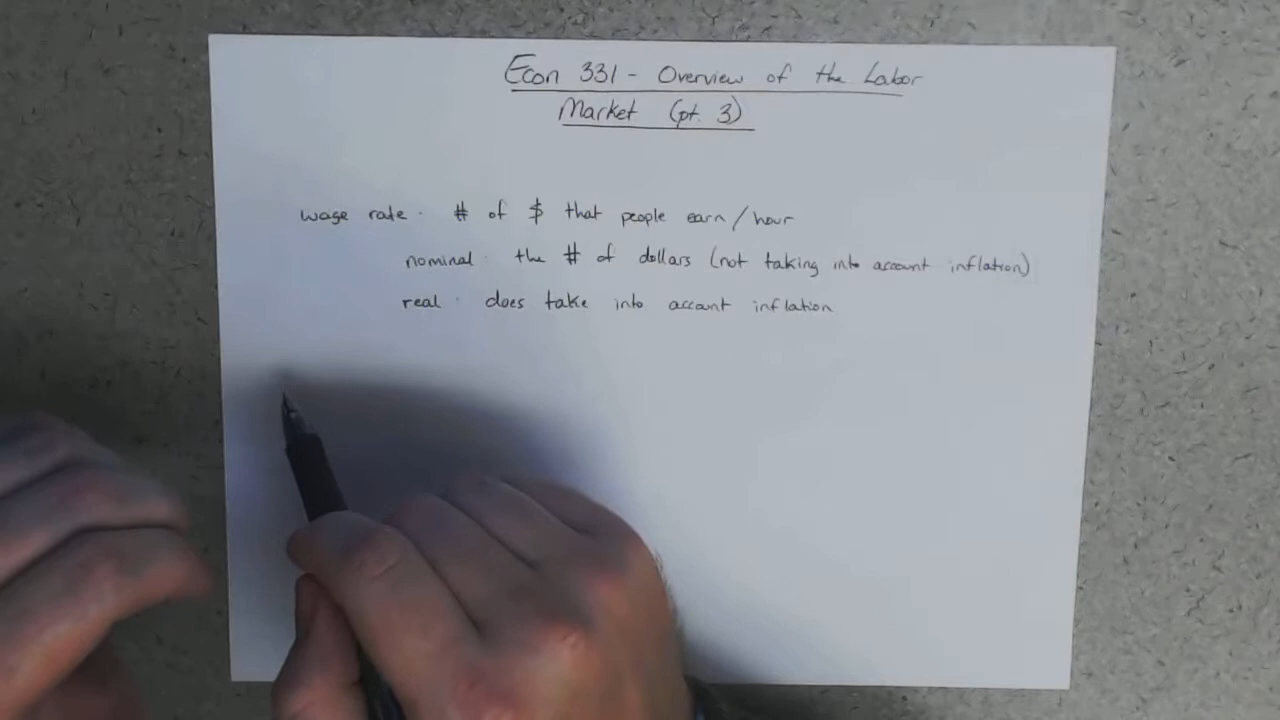 Econ 331 - Overview of the Labor
Market (pt. 3)
wage rate: # of $ that people earn/hour
nominal: the # of dollars (not taking into account inflation)
real: does take into account inflation